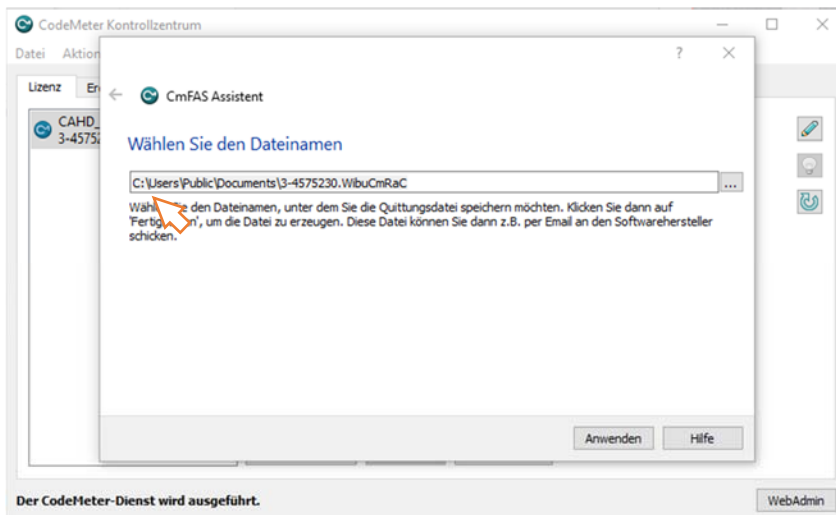 CodeMeter Kontrollzentrum
Datei Aktion
?
Lizenz
CmFAS Assistent
CAHD_
3-4575
Wählen Sie den Dateinamen
C:\Users\Public\Documents\3-4575230.WibuCmRaC
...
den Dateinamen, unter dem Sie die Quittungsdatei speichern möchten. Klicken Sie dann auf
um die Datei zu erzeugen. Diese Datei können Sie dann z.B. per Email an den Softwarehersteller
schicken.
Anwenden Hilfe
Der CodeMeter-Dienst wird ausgeführt.
WebAdmin